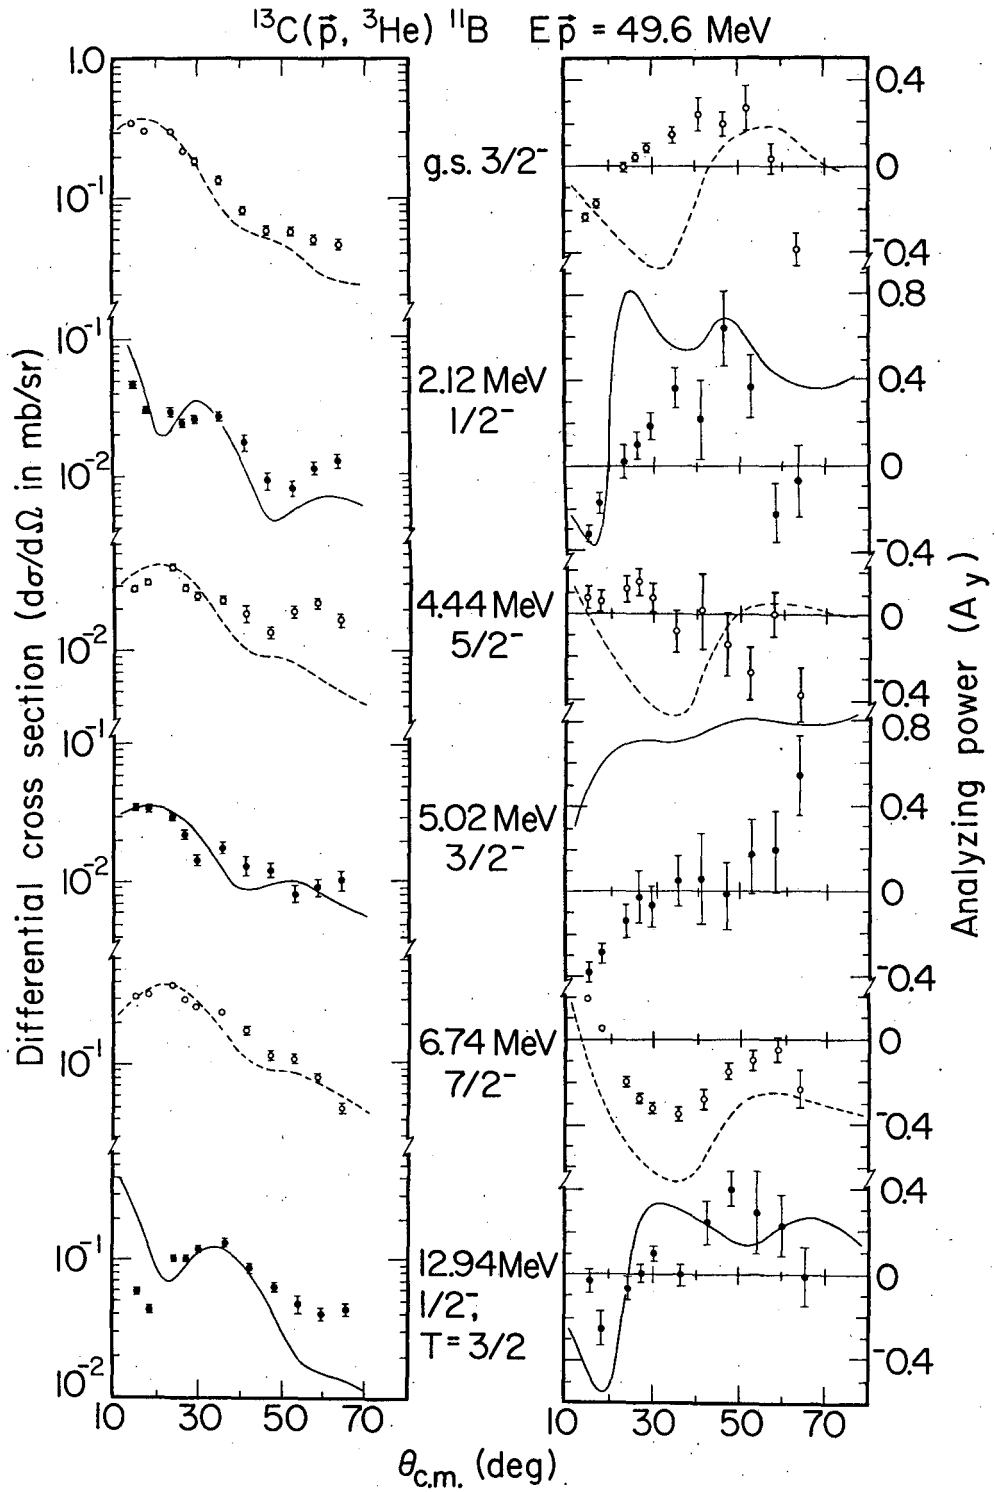 ¹³C(p⃗, ³He) ¹¹B Ep⃗ = 49.6 MeV
Differential cross section (dσ/dΩ in mb/sr)
1.0
10⁻¹
10⁻¹
10⁻²
10⁻²
10⁻¹
10⁻²
10⁻¹
10⁻¹
10⁻²
10 30 50 70
g.s. 3/2⁻
2.12 MeV
1/2⁻
4.44 MeV
5/2⁻
5.02 MeV
3/2⁻
6.74 MeV
7/2⁻
12.94 MeV
1/2⁻,
T = 3/2
0.4
0
-0.4
0.8
0.4
0
-0.4
0
-0.4
0.8
0.4
0
-0.4
0
-0.4
0.4
0
-0.4
10 30 50 70
Analyzing power (Ay)
θc.m. (deg)